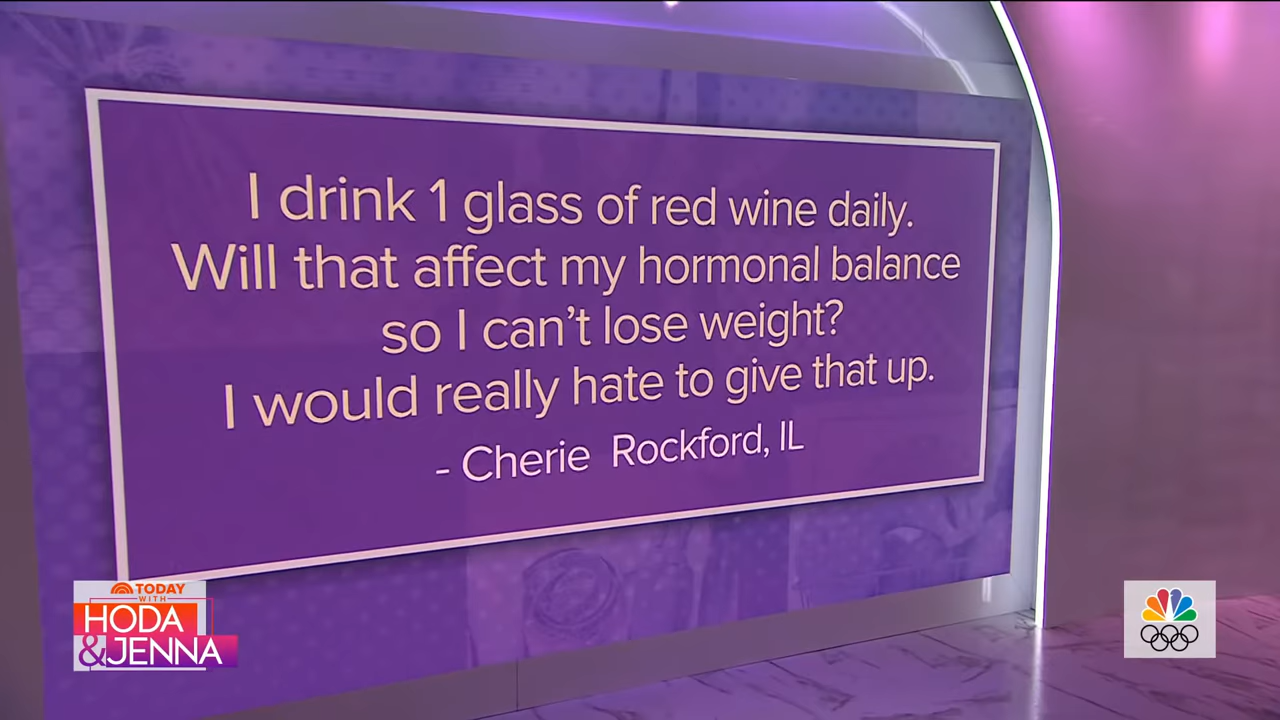 I drink 1 glass of red wine daily.
Will that affect my hormonal balance
so I can't lose weight?
I would really hate to give that up.
- Cherie Rockford, IL
TODAY
WITH
HODA
&JENNA